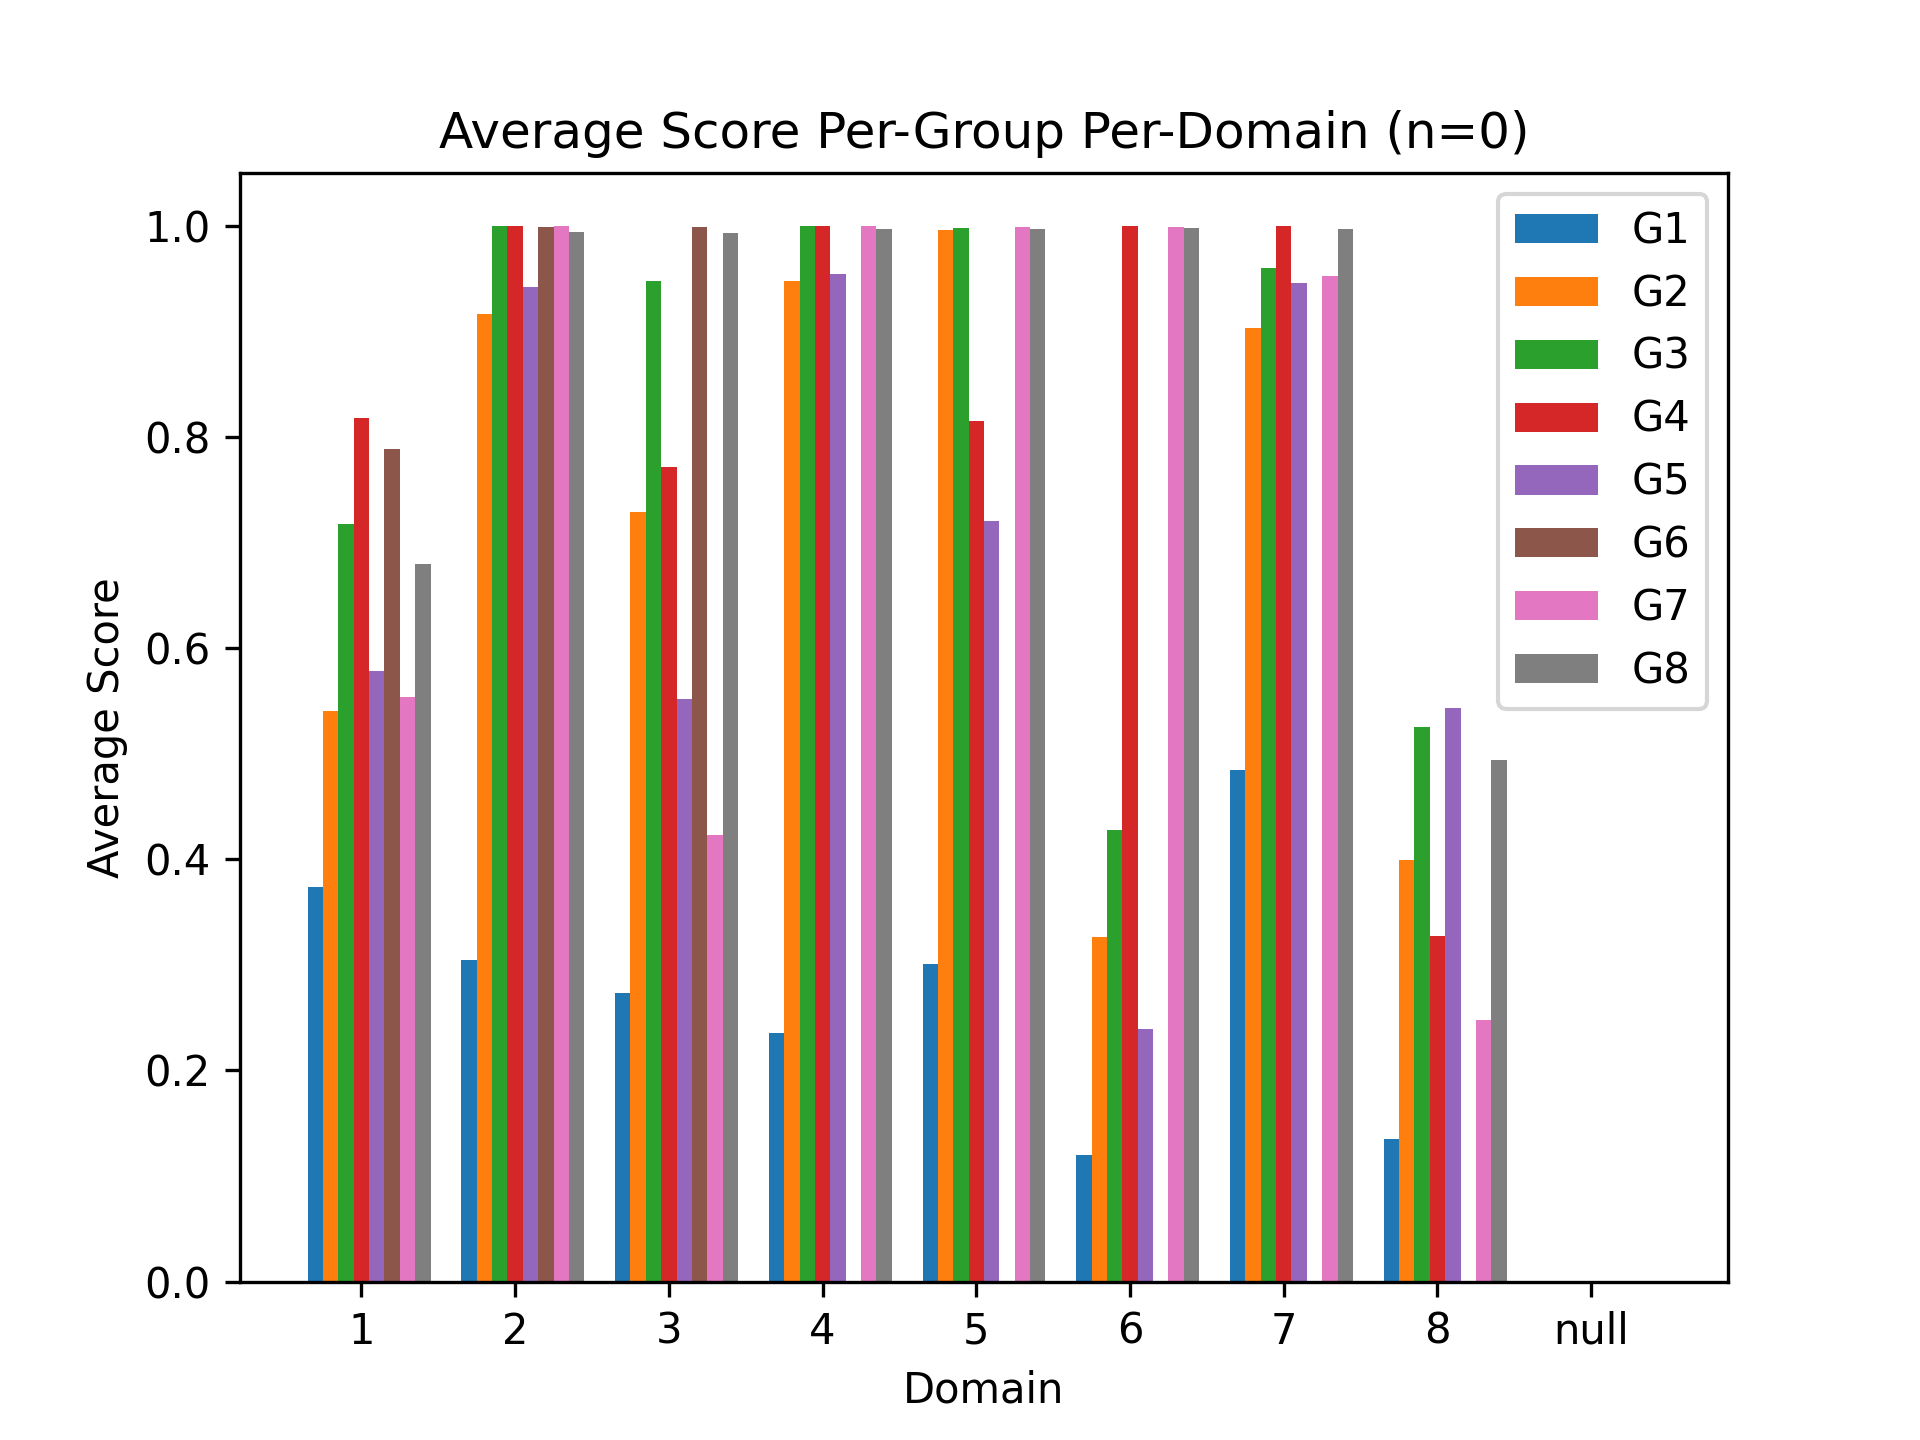 Average Score Per-Group Per-Domain (n=0)
1.0
0.8
0.6
0.4
0.2
0.0
Average Score
G1
G2
G3
G4
G5
G6
G7
G8
1 2 3 4 5 6 7 8 null
Domain